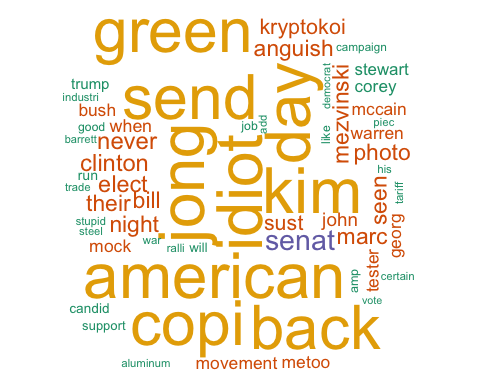 green
kryptokoi
anguish
campaign
trump
industri
send
day
democrat
mezvinski
stewart
corey
bush
good
when
barrett
never
job
add
like
mccain
piec
warren
photo
clinton
run
trade
elect
their
bill
jong
idiot
kim
his
seen
tariff
stupid
steel
night
mock
war
ralli
will
sust
john
senat
marc
georg
american
tester
amp
certain
candid
support
copi
back
vote
aluminum
movement
metoo